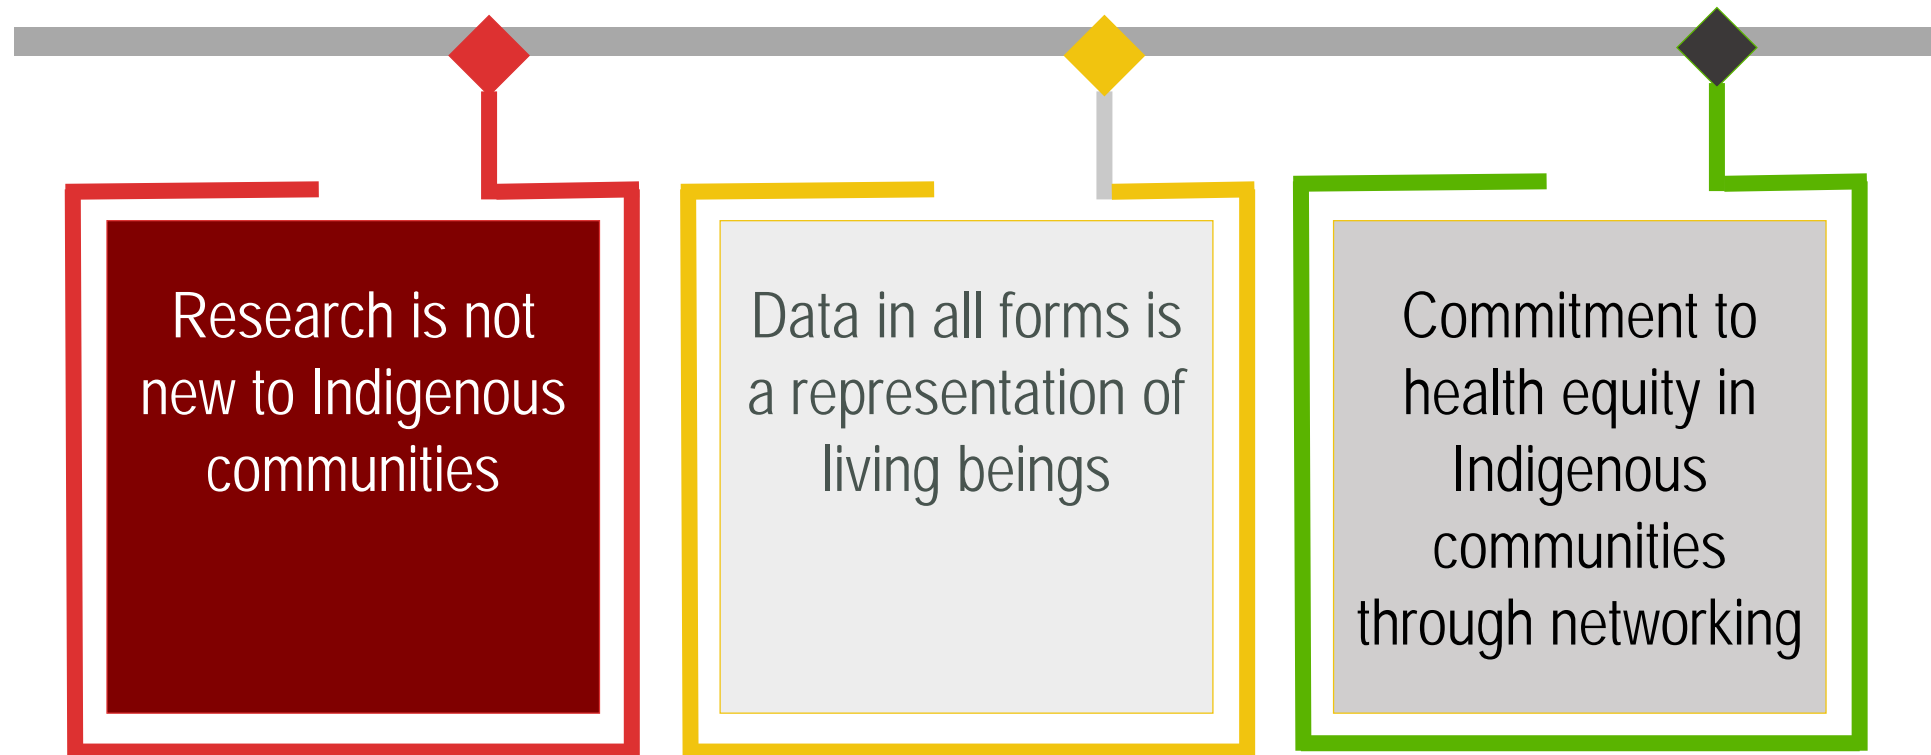 Research is not
new to Indigenous
communities
Data in all forms is
a representation of
living beings
Commitment to
health equity in
Indigenous
communities
through networking